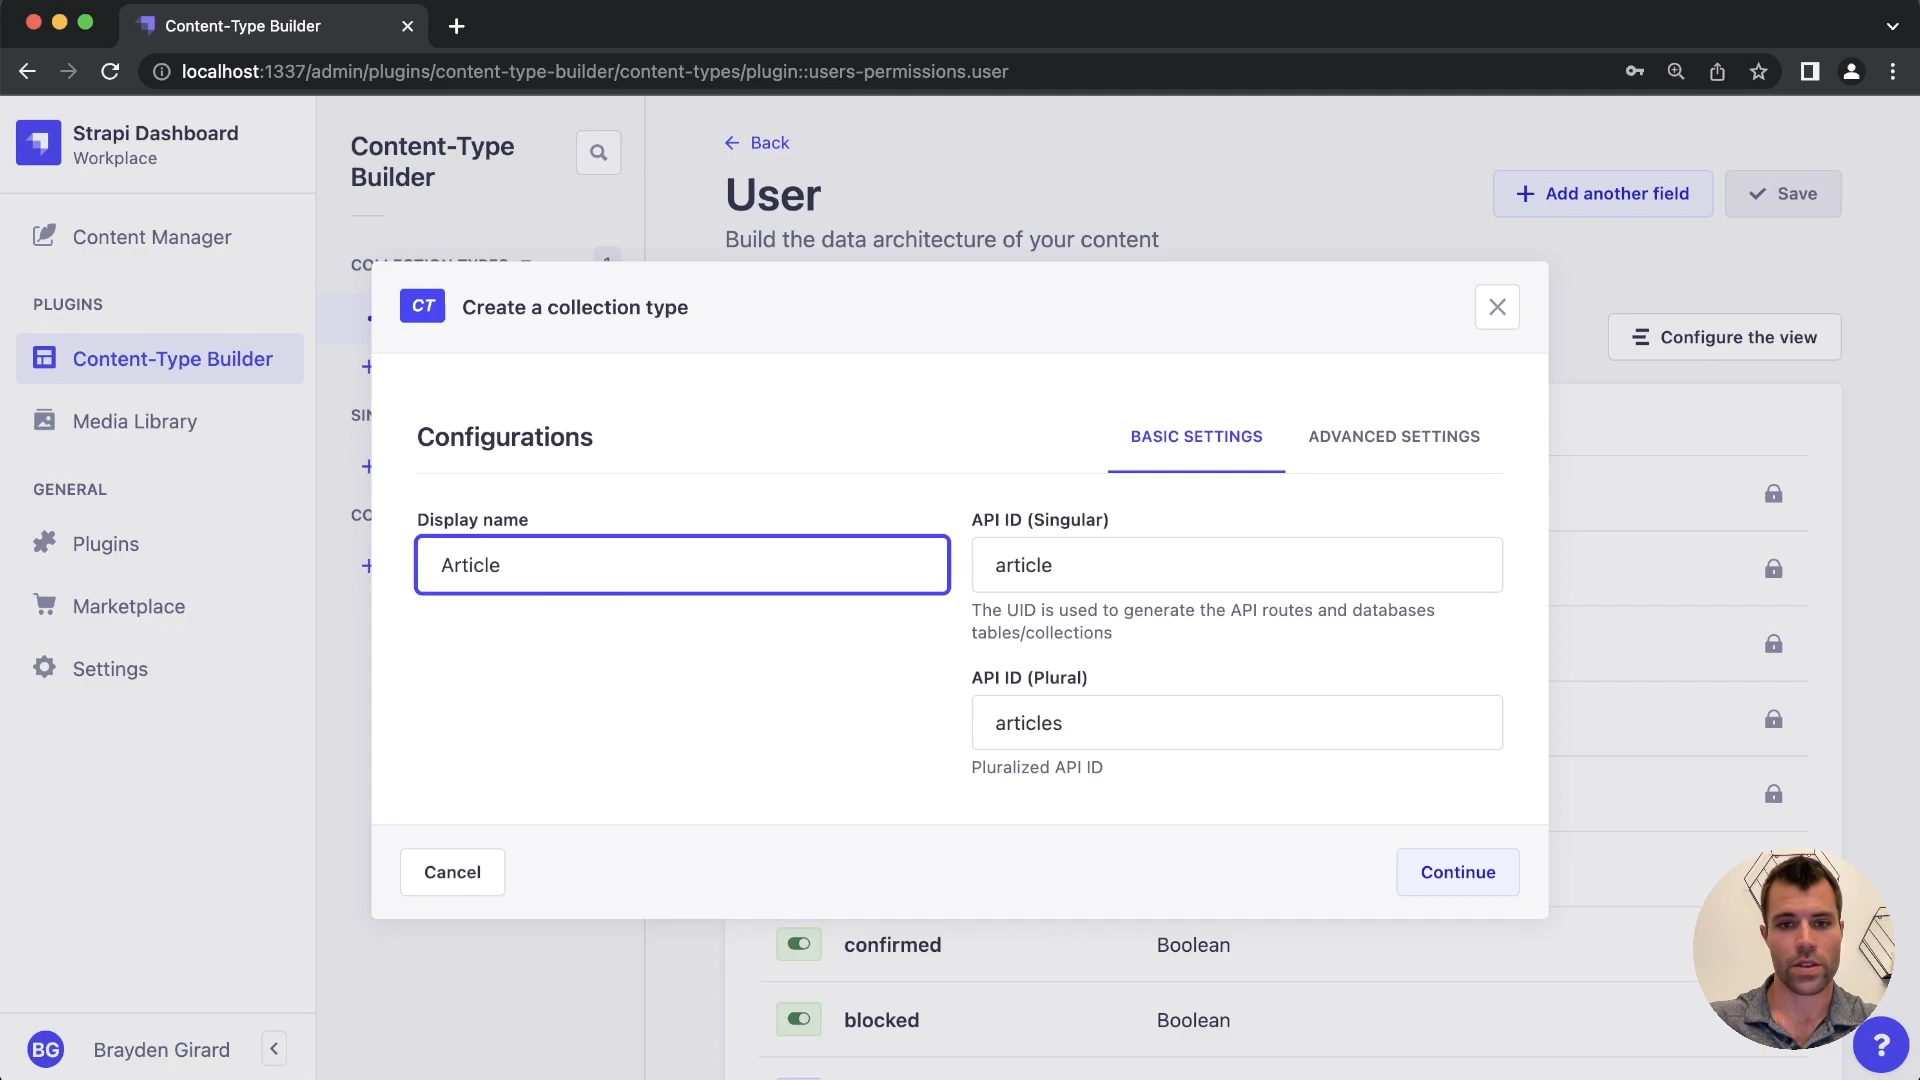 Content-Type Builder
localhost:1337/admin/plugins/content-type-builder/content-types/plugin::users-permissions.user
Strapi Dashboard
Workplace
Content Manager
PLUGINS
Content-Type Builder
Media Library
GENERAL
Plugins
Marketplace
Settings
BG
Brayden Girard
Content-Type
Builder
COLLECTION TYPES
SIN
CO
Back
User
Build the data architecture of your content
Add another field
Save
Configure the view
CT
Create a collection type
Configurations
BASIC SETTINGS
ADVANCED SETTINGS
Display name
Article
API ID (Singular)
article
The UID is used to generate the API routes and databases
tables/collections
API ID (Plural)
articles
Pluralized API ID
Cancel
Continue
confirmed
Boolean
blocked
Boolean
?